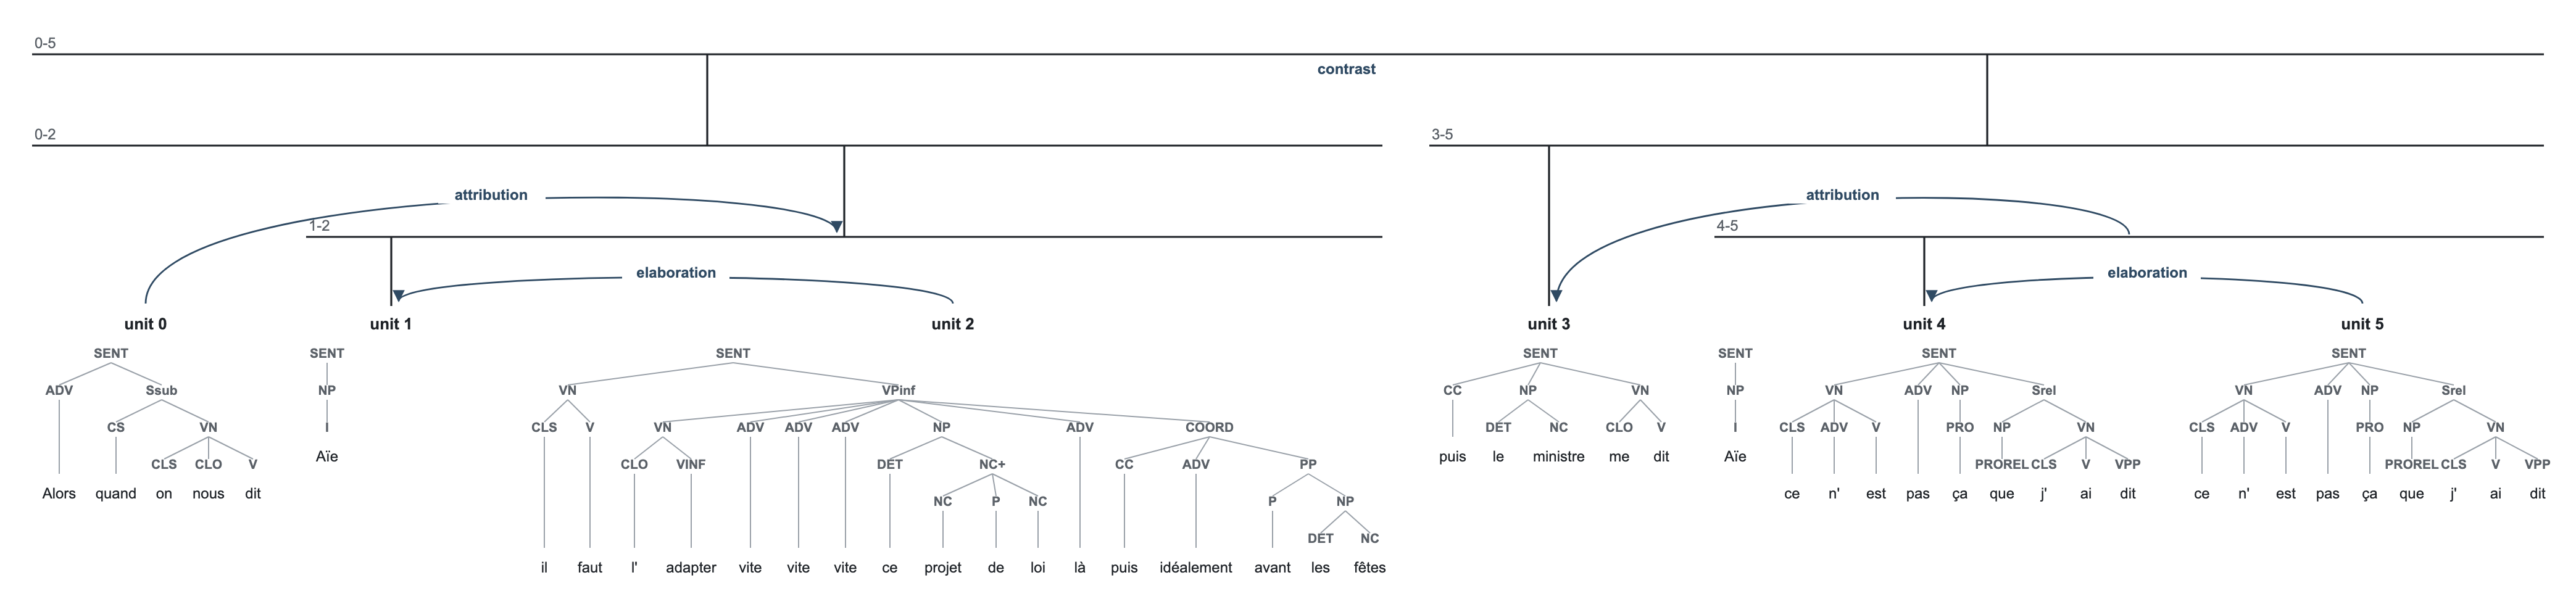 0-5
contrast
0-2 3-5
attribution attribution
1-2 4-5
elaboration elaboration
unit 0 unit 1 unit 2 unit 3 unit 4 unit 5
SENT SENT SENT SENT SENT SENT SENT
ADV Ssub NP VN VPinf CC NP VN NP VN ADV NP Srel VN ADV NP Srel
CS VN I CLS V VN ADV ADV ADV NP ADV COORD DET NC CLO V I CLS ADV V PRO NP VN CLS ADV V PRO NP VN
Aïe puis le ministre me dit Aïe
CLS CLO V CLO VINF DET NC+ CC ADV PP PROREL CLS V VPP PROREL CLS V VPP
Alors quand on nous dit ce n' est pas ça que j' ai dit ce n' est pas ça que j' ai dit
NC P NC P NP
DET NC
il faut l' adapter vite vite vite ce projet de loi là puis idéalement avant les fêtes